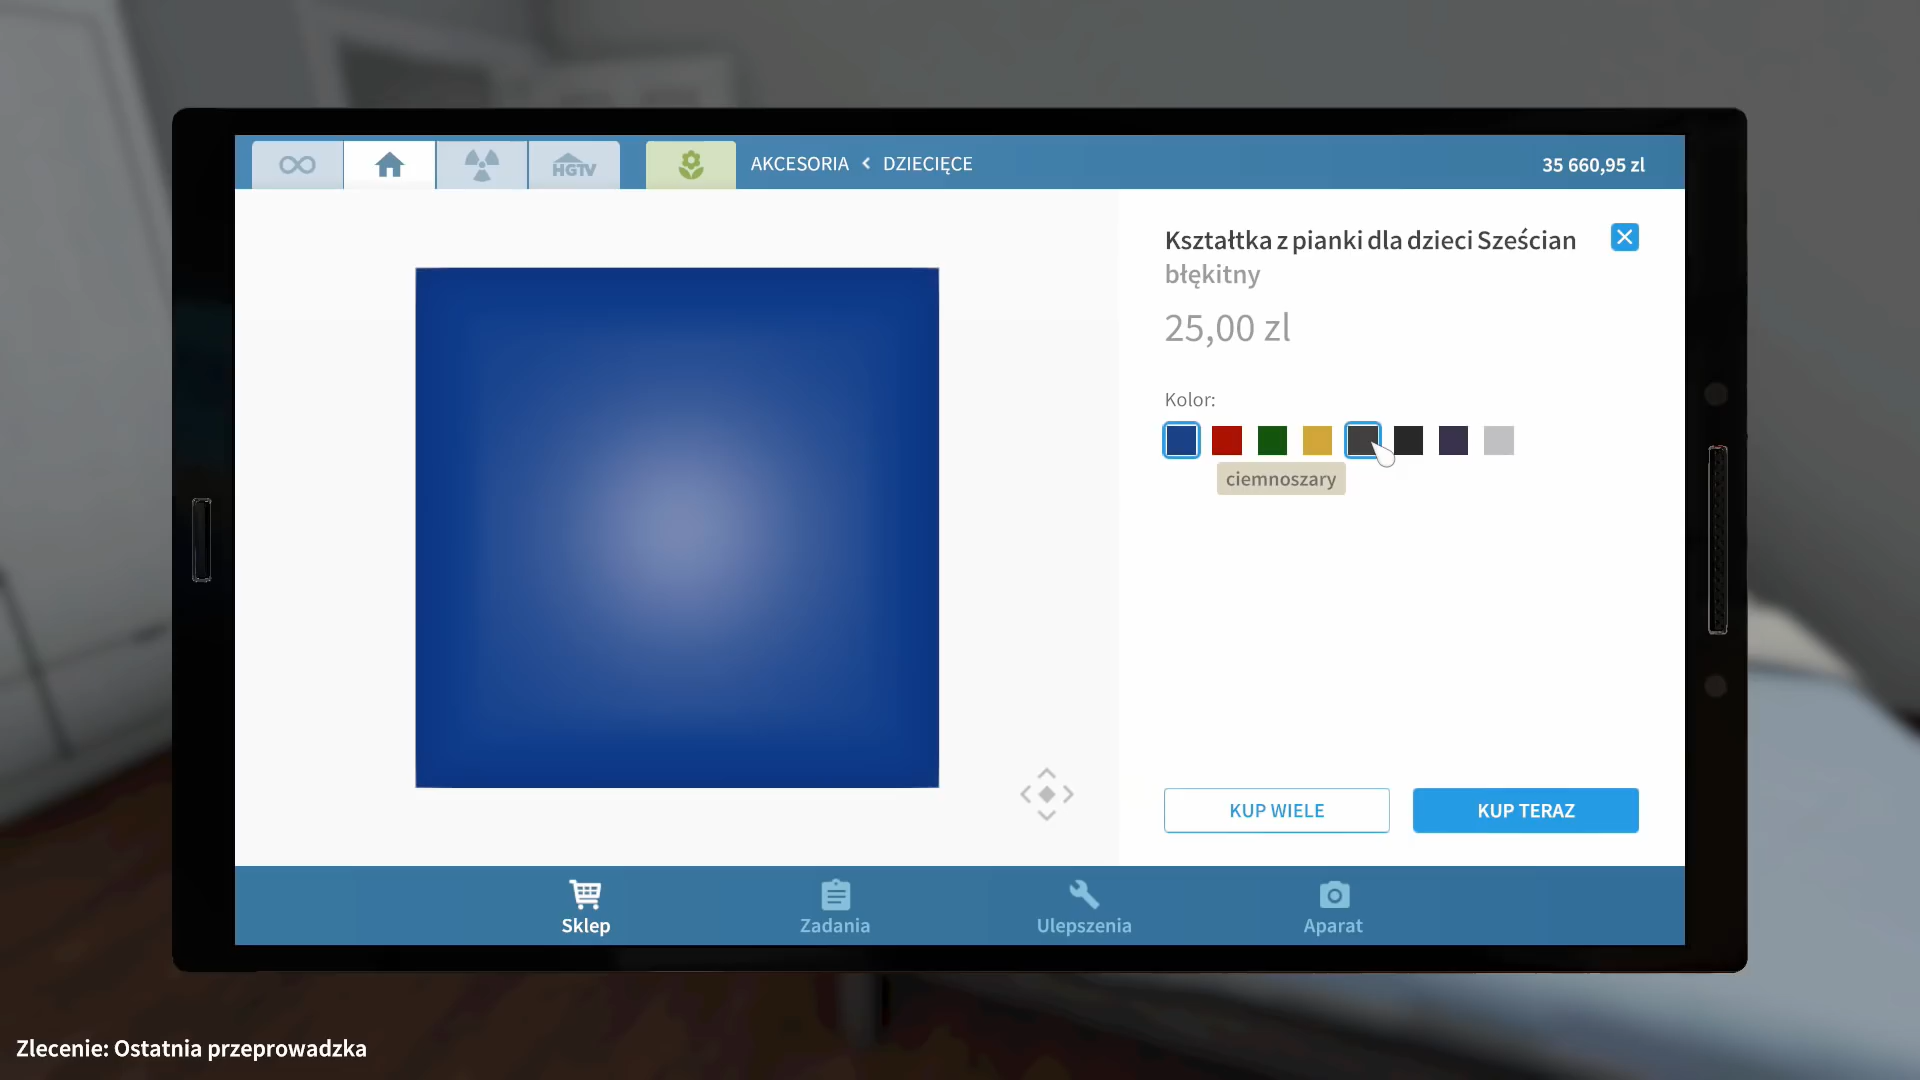 HGTV
AKCESORIA < DZIECIĘCE
35 660,95 zl
Kształtka z pianki dla dzieci Sześcian
błękitny
25,00 zl
Kolor:
ciemnoszary
KUP WIELE
KUP TERAZ
Sklep
Zadania
Ulepszenia
Aparat
Zlecenie: Ostatnia przeprowadzka